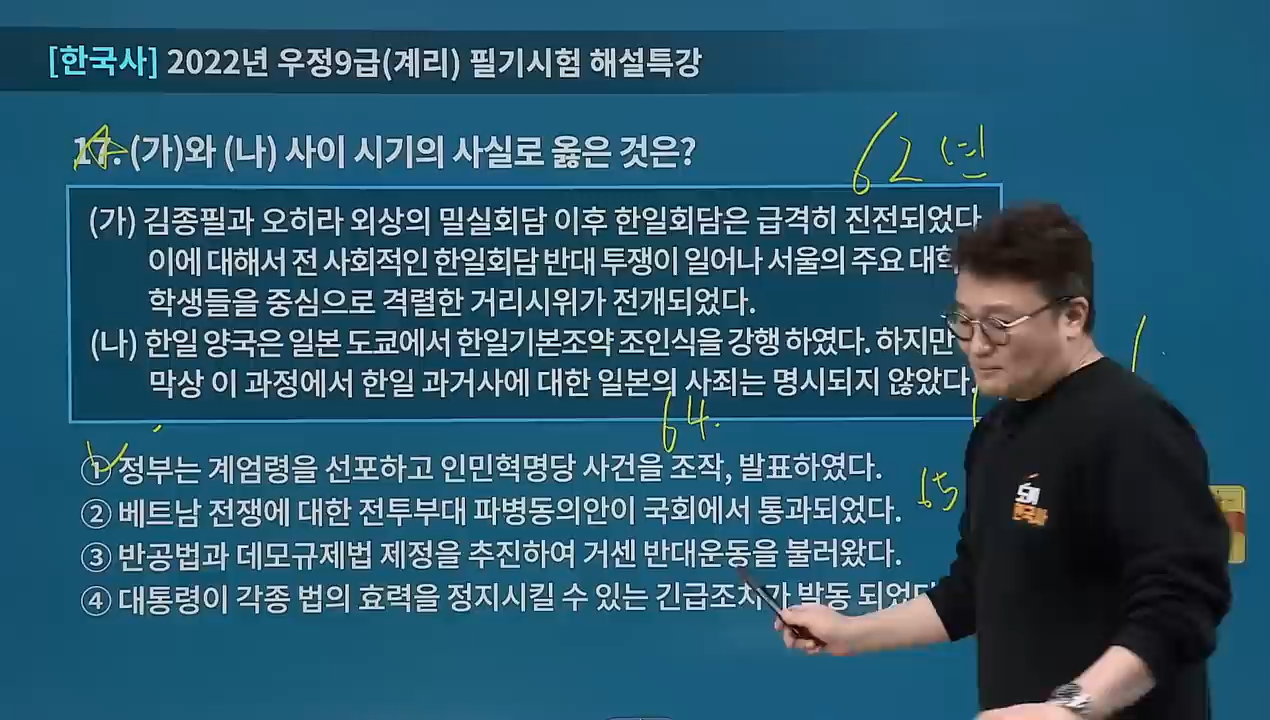 [한국사] 2022년 우정9급(계리) 필기시험 해설특강
17. (가)와 (나) 사이 시기의 사실로 옳은 것은?
62년
(가) 김종필과 오히라 외상의 밀실회담 이후 한일회담은 급격히 진전되었다
이에 대해서 전 사회적인 한일회담 반대 투쟁이 일어나 서울의 주요
학생들을 중심으로 격렬한 거리시위가 전개되었다.
(나) 한일 양국은 일본 도쿄에서 한일기본조약 조인식을 강행 하였다. 하지만
막상 이 과정에서 한일 과거사에 대한 일본의 사죄는 명시되지 않았다.
64.
① 정부는 계엄령을 선포하고 인민혁명당 사건을 조작, 발표하였다.
② 베트남 전쟁에 대한 전투부대 파병동의안이 국회에서 통과되었다.
65
③ 반공법과 데모규제법 제정을 추진하여 거센 반대운동을 불러왔다.
④ 대통령이 각종 법의 효력을 정지시킬 수 있는 긴급조치가 발동
한국사